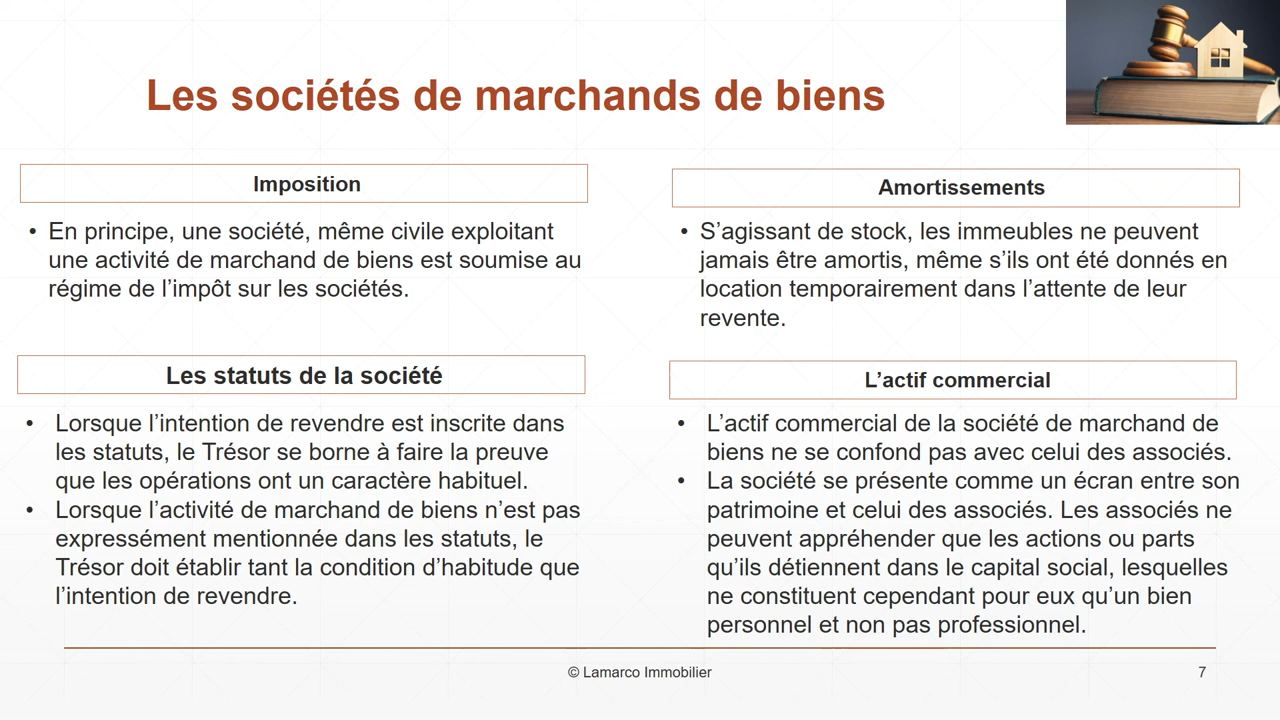 Les sociétés de marchands de biens
Imposition
• En principe, une société, même civile exploitant
une activité de marchand de biens est soumise au
régime de l’impôt sur les sociétés.
Amortissements
• S’agissant de stock, les immeubles ne peuvent
jamais être amortis, même s’ils ont été donnés en
location temporairement dans l’attente de leur
revente.
Les statuts de la société
• Lorsque l’intention de revendre est inscrite dans
les statuts, le Trésor se borne à faire la preuve
que les opérations ont un caractère habituel.
• Lorsque l’activité de marchand de biens n’est pas
expressément mentionnée dans les statuts, le
Trésor doit établir tant la condition d’habitude que
l’intention de revendre.
L’actif commercial
• L’actif commercial de la société de marchand de
biens ne se confond pas avec celui des associés.
• La société se présente comme un écran entre son
patrimoine et celui des associés. Les associés ne
peuvent appréhender que les actions ou parts
qu’ils détiennent dans le capital social, lesquelles
ne constituent cependant pour eux qu’un bien
personnel et non pas professionnel.
© Lamarco Immobilier
7